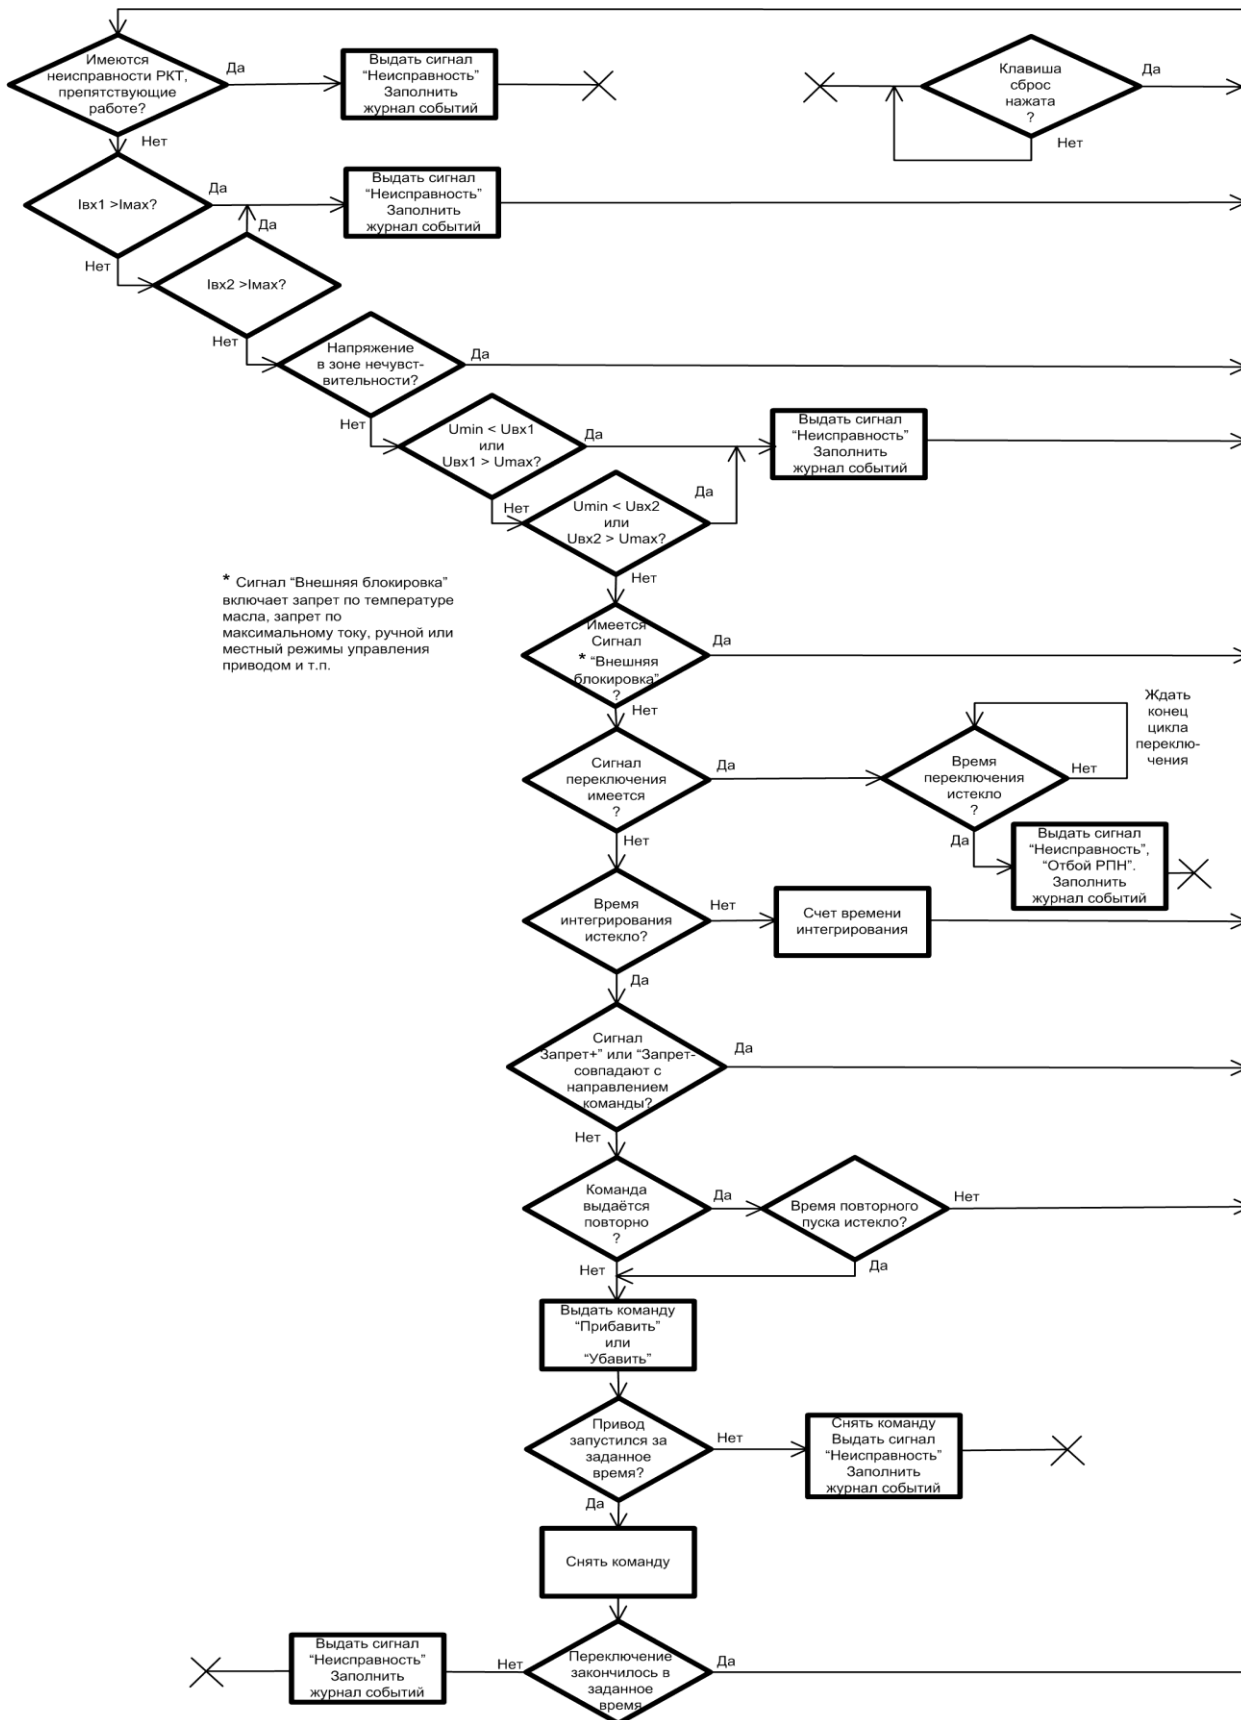 Имеются
неисправности РКТ,
препятствующие
работе?
Да
Выдать сигнал
“Неисправность”
Заполнить
журнал событий
Клавиша
сброс
нажата
?
Да
Нет
Нет
Iвх1 >Iмах?
Да
Выдать сигнал
“Неисправность”
Заполнить
журнал событий
Да
Нет
Iвх2 >Iмах?
Нет
Напряжение
в зоне нечувст-
вительности?
Да
Нет
Umin < Uвх1
или
Uвх1 > Umax?
Да
Выдать сигнал
“Неисправность”
Заполнить
журнал событий
Нет
Umin < Uвх2
или
Uвх2 > Umax?
Да
Нет
* Сигнал “Внешняя блокировка”
включает запрет по температуре
масла, запрет по
максимальному току, ручной или
местный режимы управления
приводом и т.п.
Имеется
Сигнал
* “Внешняя
блокировка”
?
Да
Нет
Сигнал
переключения
имеется
?
Да
Время
переключения
истекло
?
Нет
Ждать
конец
цикла
переклю-
чения
Да
Выдать сигнал
“Неисправность”,
“Отбой РПН”.
Заполнить
журнал событий
Нет
Время
интегрирования
истекло?
Нет
Счет времени
интегрирования
Да
Сигнал
Запрет+” или “Запрет-
совпадают с
направлением
команды?
Да
Нет
Команда
выдаётся
повторно
?
Да
Время повторного
пуска истекло?
Нет
Да
Нет
Выдать команду
“Прибавить”
или
“Убавить”
Привод
запустился за
заданное
время?
Нет
Снять команду
Выдать сигнал
“Неисправность”
Заполнить
журнал событий
Да
Снять команду
Переключение
закончилось в
заданное
время
Да
Нет
Выдать сигнал
“Неисправность”
Заполнить
журнал событий